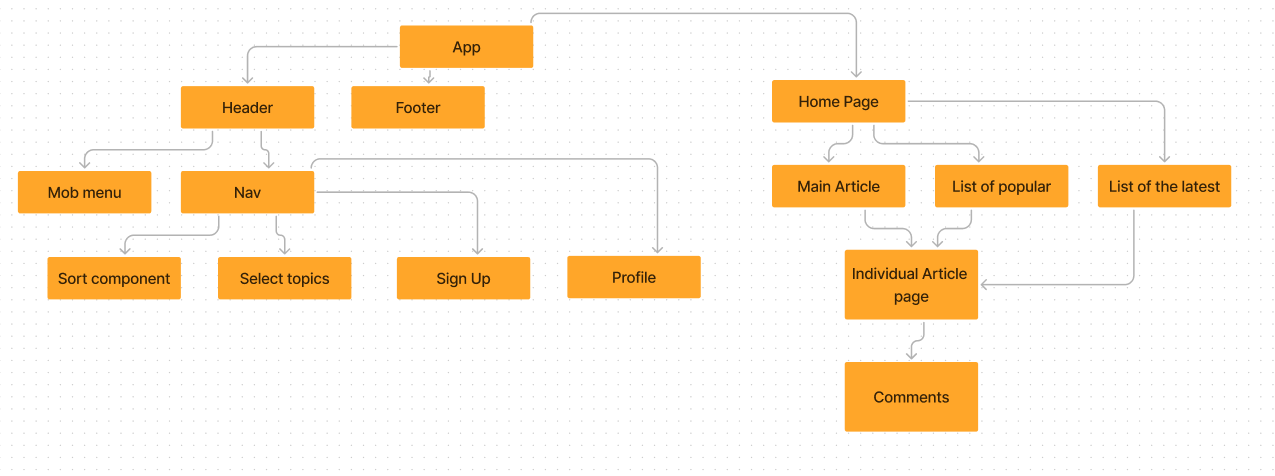 App
Header
Footer
Home Page
Mob menu
Nav
Main Article
List of popular
List of the latest
Sort component
Select topics
Sign Up
Profile
Individual Article
page
Comments